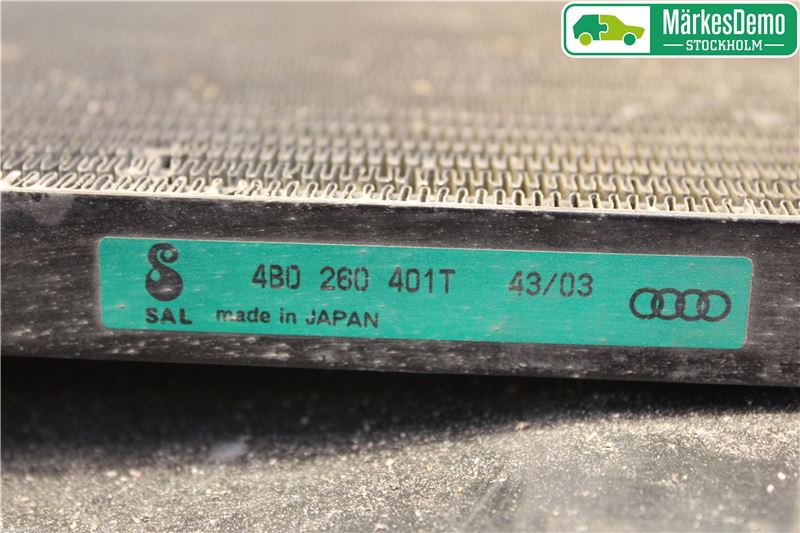 MärkesDemo
STOCKHOLM
4B0 260 401T 43/03
SAL made in JAPAN